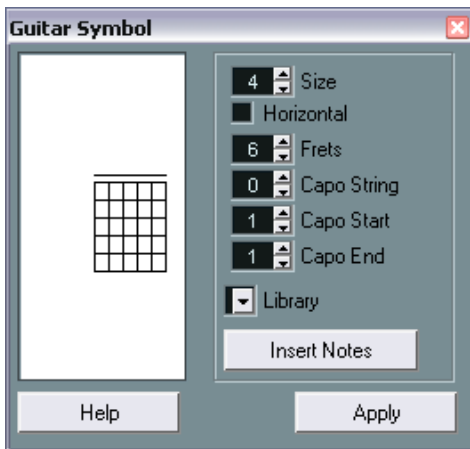 Guitar Symbol
4 Size
Horizontal
6 Frets
0 Capo String
1 Capo Start
1 Capo End
Library
Insert Notes
Help Apply